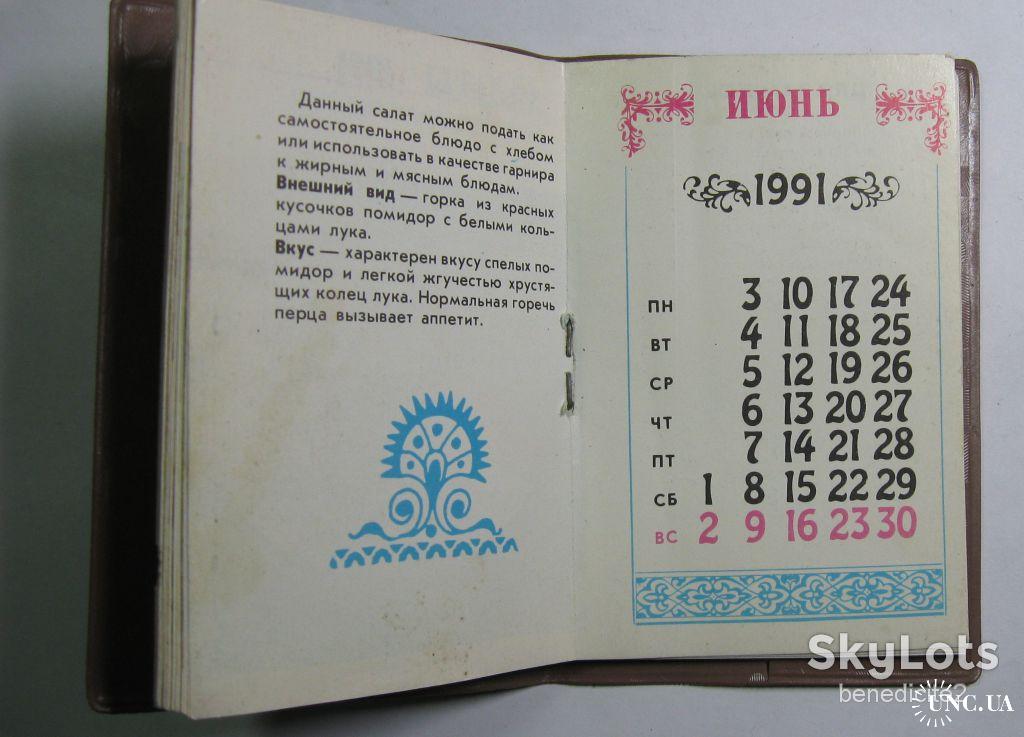 Данный салат можно подать как
самостоятельное блюдо с хлебом
или использовать в качестве гарнира
к жирным и мясным блюдам.
Внешний вид — горка из красных
кусочков помидор с белыми коль-
цами лука.
Вкус — характерен вкусу спелых по-
мидор и легкой жгучестью хрустя-
щих колец лука. Нормальная горечь
перца вызывает аппетит.
ИЮНЬ
1991
ПН 3 10 17 24
ВТ 4 11 18 25
СР 5 12 19 26
ЧТ 6 13 20 27
ПТ 7 14 21 28
СБ 1 8 15 22 29
ВС 2 9 16 23 30
SkyLots
benedicite2
UNC.UA